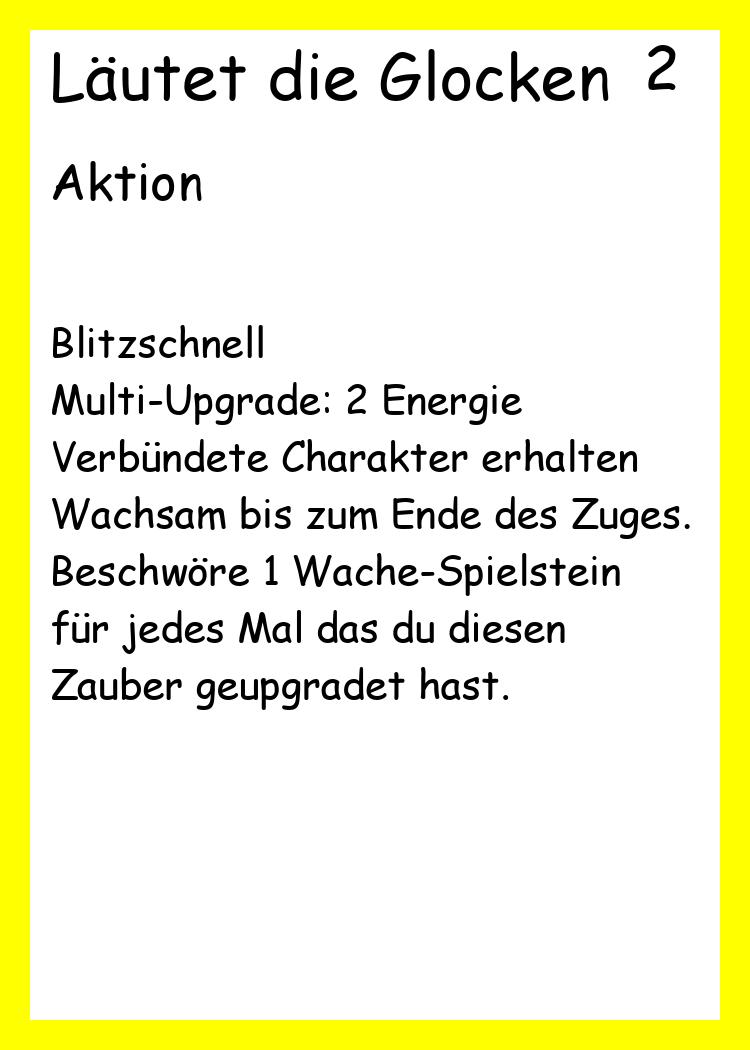 Läutet die Glocken 2
Aktion
Blitzschnell
Multi-Upgrade: 2 Energie
Verbündete Charakter erhalten
Wachsam bis zum Ende des Zuges.
Beschwöre 1 Wache-Spielstein
für jedes Mal das du diesen
Zauber geupgradet hast.